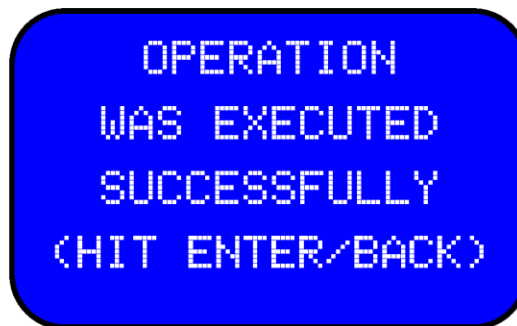 OPERATION
WAS EXECUTED
SUCCESSFULLY
(HIT ENTER/BACK)